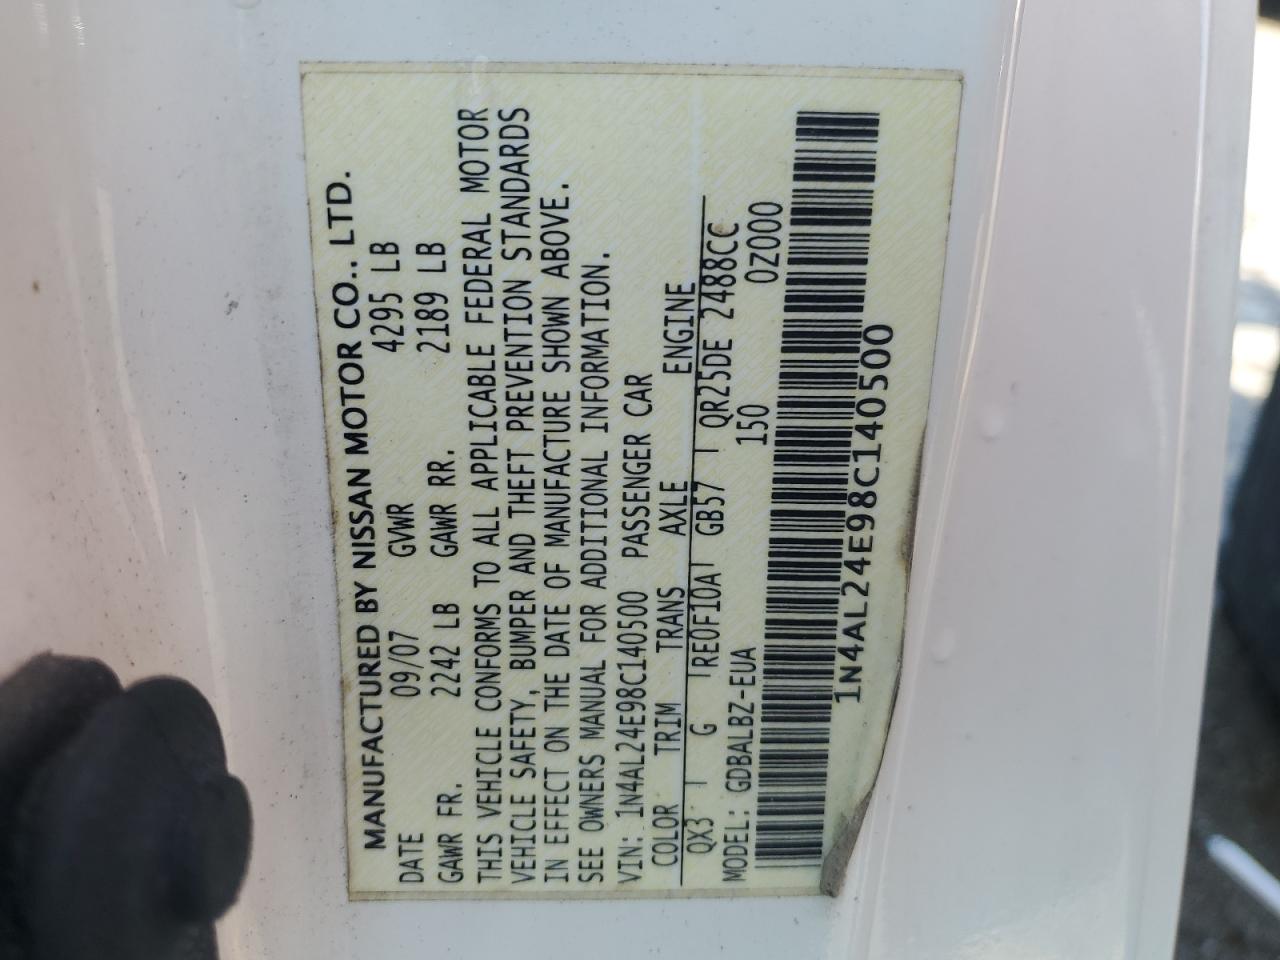 MANUFACTURED BY NISSAN MOTOR CO., LTD.
DATE 09/07 GVWR 4295 LB
GAWR FR. 2242 LB GAWR RR. 2189 LB
THIS VEHICLE CONFORMS TO ALL APPLICABLE FEDERAL MOTOR
VEHICLE SAFETY, BUMPER AND THEFT PREVENTION STANDARDS
IN EFFECT ON THE DATE OF MANUFACTURE SHOWN ABOVE.
SEE OWNERS MANUAL FOR ADDITIONAL INFORMATION.
VIN: 1N4AL24E98C140500 PASSENGER CAR
COLOR TRIM TRANS AXLE ENGINE
QX3 G RE0F10A GB57 QR25DE 2488CC
MODEL: GDBALBZ-EUA 150 0Z000
1N4AL24E98C140500